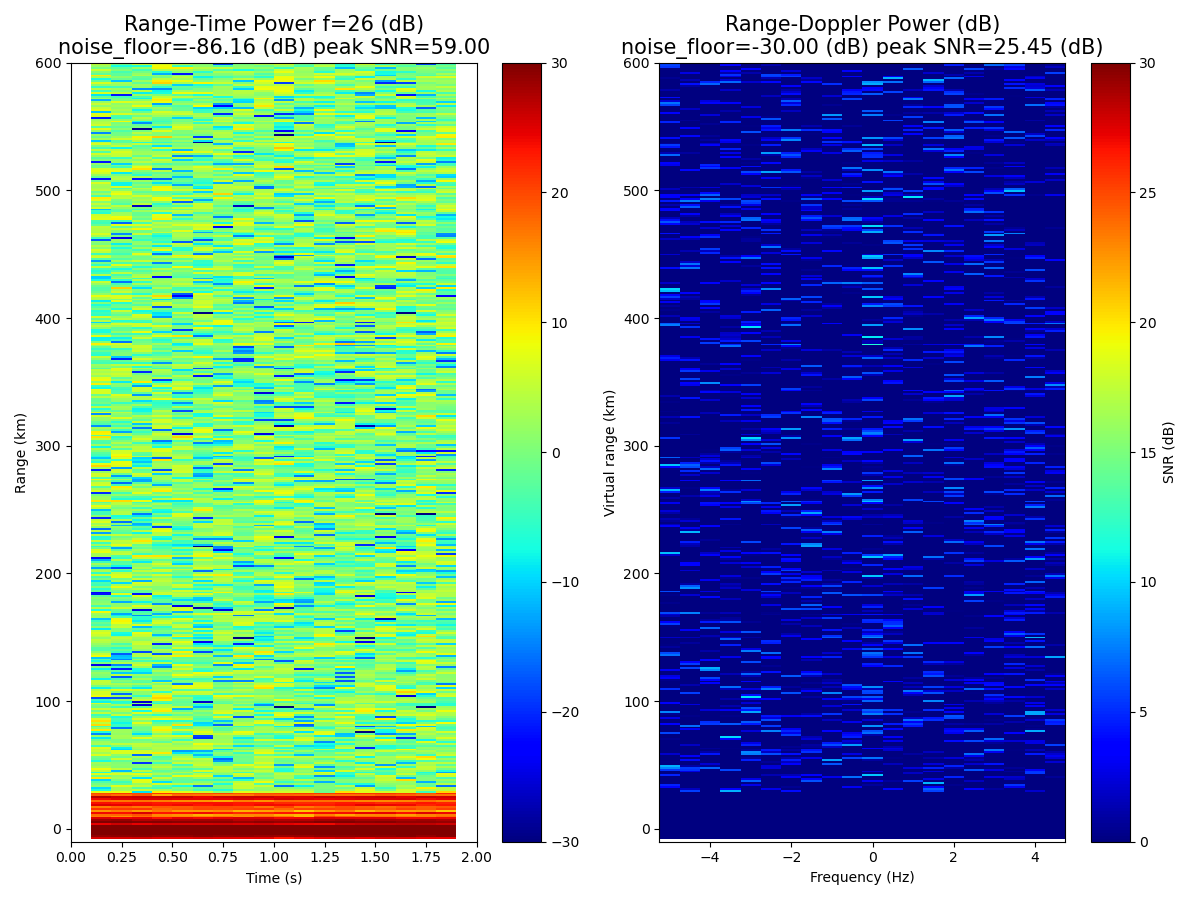 Range-Time Power f=26 (dB)
noise_floor=-86.16 (dB) peak SNR=59.00
600
500
400
300
200
100
0
Range (km)
0.00 0.25 0.50 0.75 1.00 1.25 1.50 1.75 2.00
Time (s)
30
20
10
0
−10
−20
−30
Range-Doppler Power (dB)
noise_floor=-30.00 (dB) peak SNR=25.45 (dB)
600
500
400
300
200
100
0
Virtual range (km)
−4 −2 0 2 4
Frequency (Hz)
30
25
20
15
10
5
0
SNR (dB)